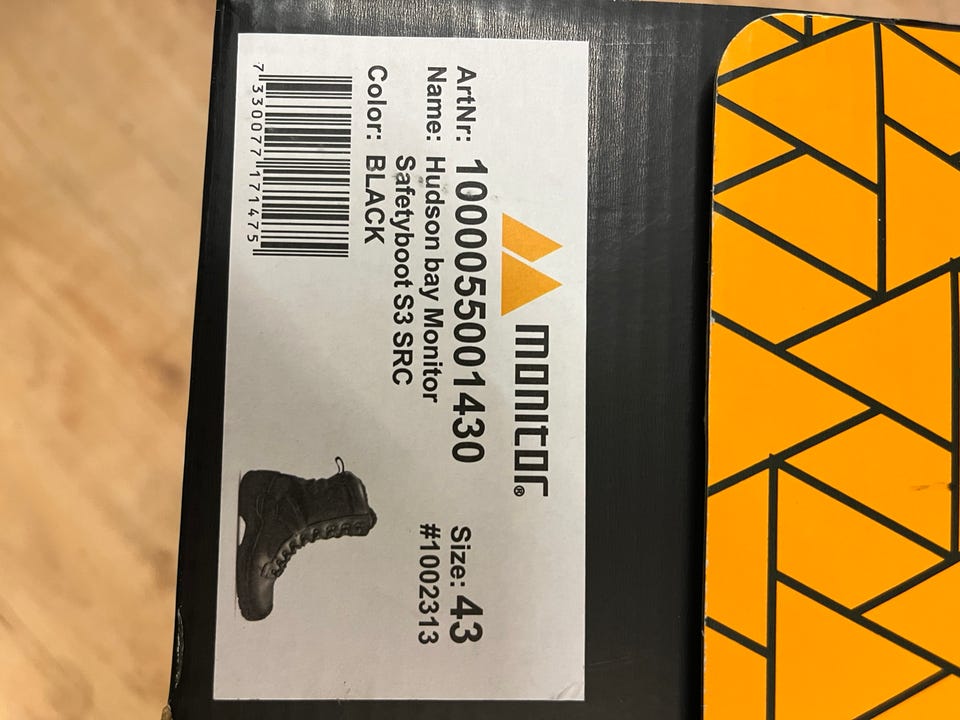 monitor®
ArtNr: 1000055001430 Size: 43
Name: Hudson bay Monitor #1002313
Safetyboot S3 SRC
Color: BLACK
7 330077 171475